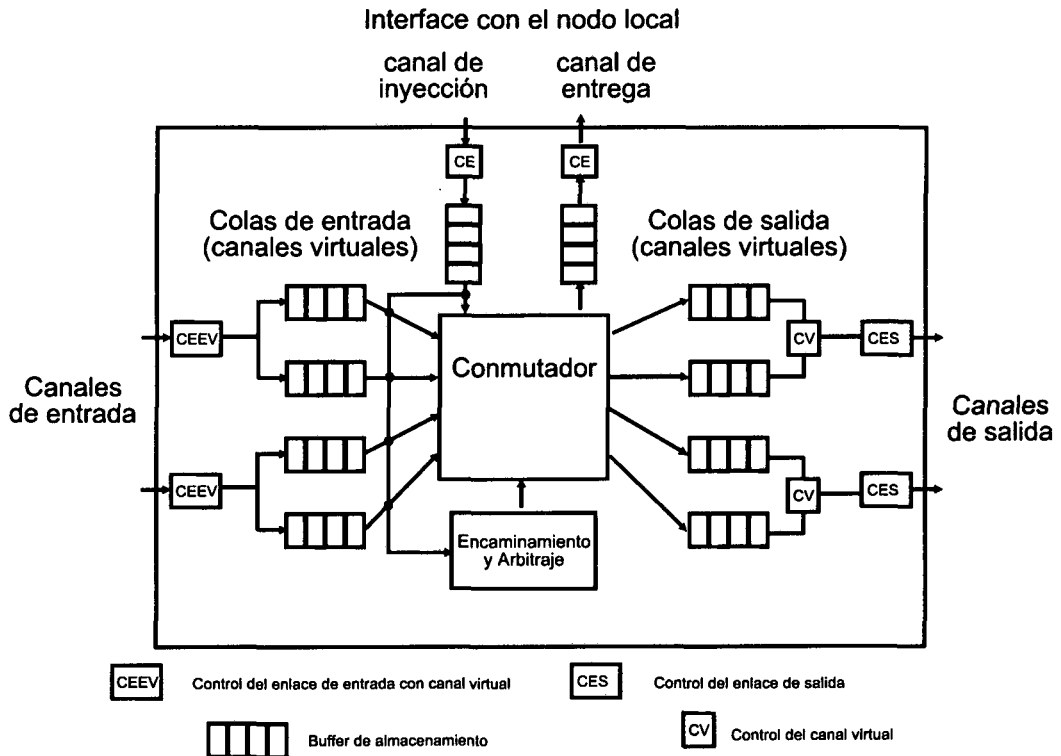 Interface con el nodo local
canal de
inyección
canal de
entrega
CE
CE
Colas de entrada
(canales virtuales)
Colas de salida
(canales virtuales)
CEEV
Conmutador
CV
CES
Canales
de entrada
Canales
de salida
CEEV
CV
CES
Encaminamiento
y Arbitraje
CEEV
Control del enlace de entrada con canal virtual
CES
Control del enlace de salida
Buffer de almacenamiento
CV
Control del canal virtual